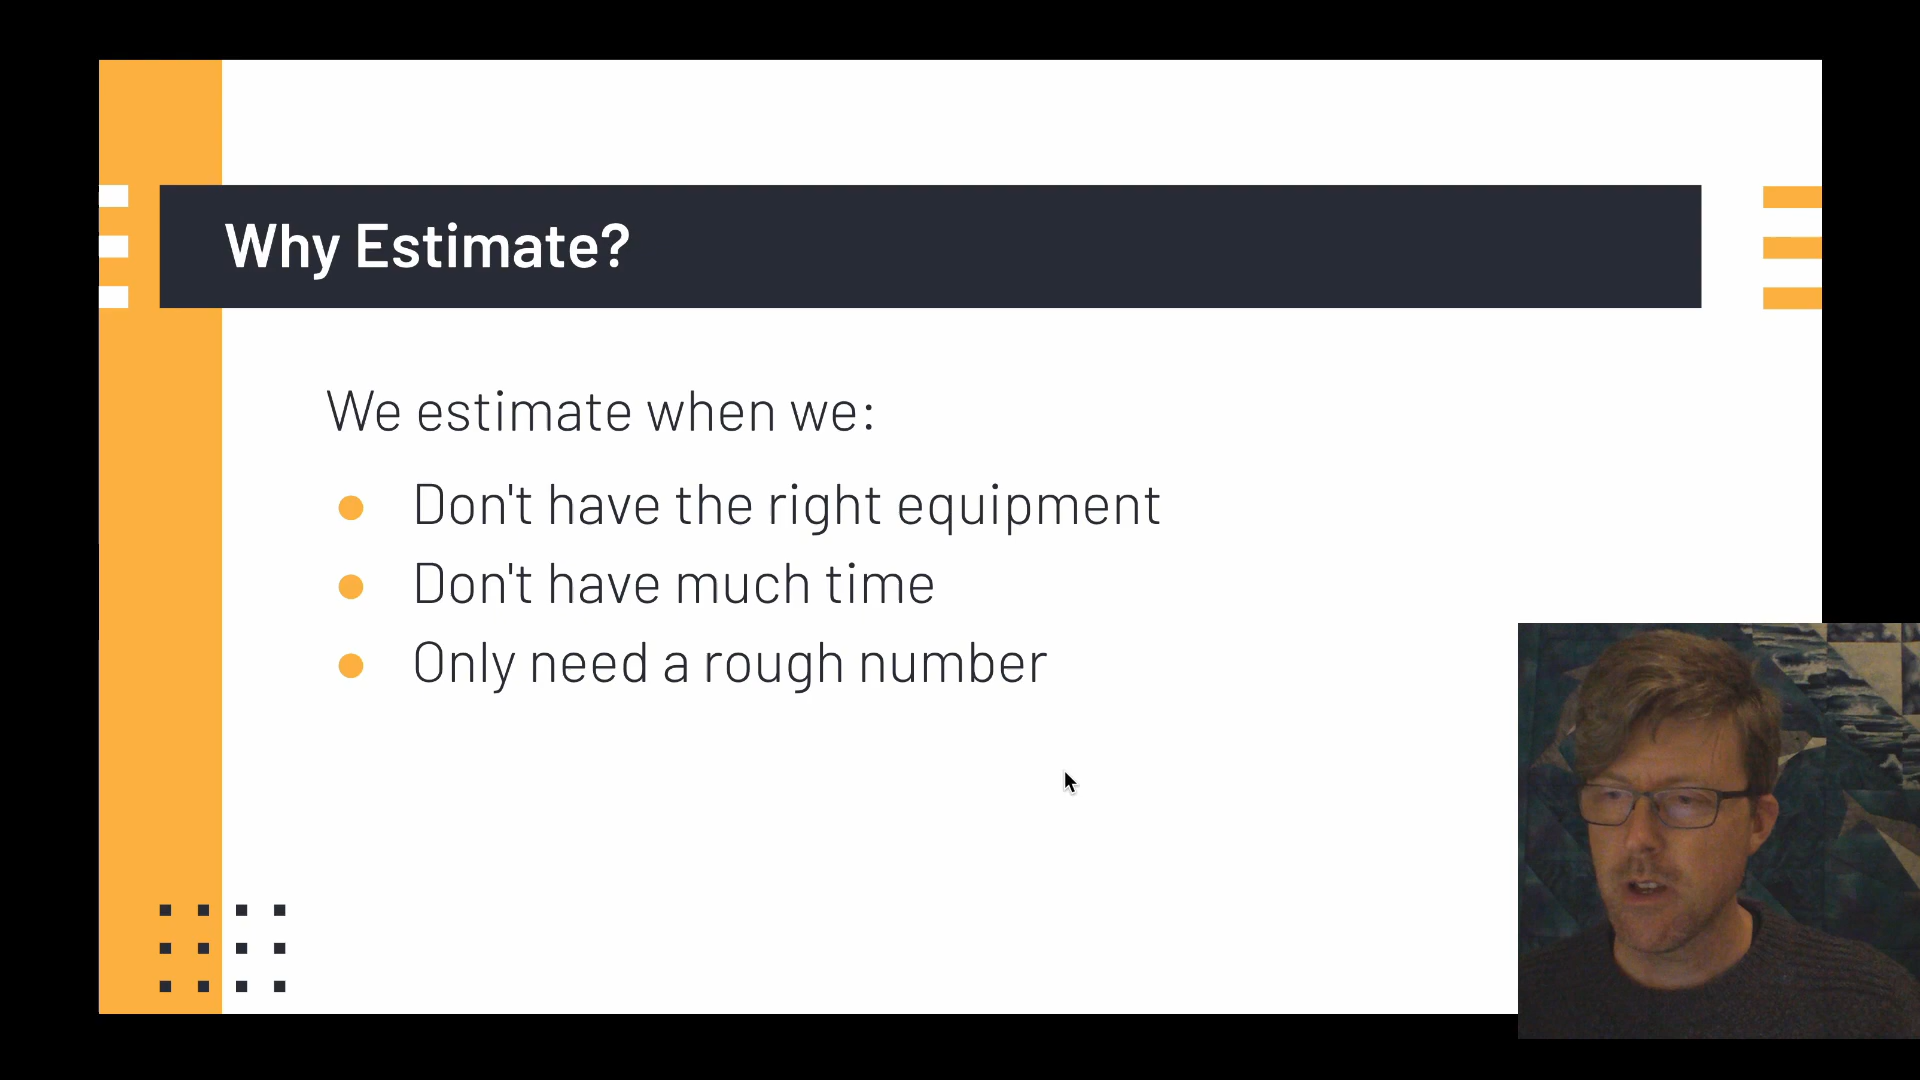 Why Estimate?
We estimate when we:
Don't have the right equipment
Don't have much time
Only need a rough number